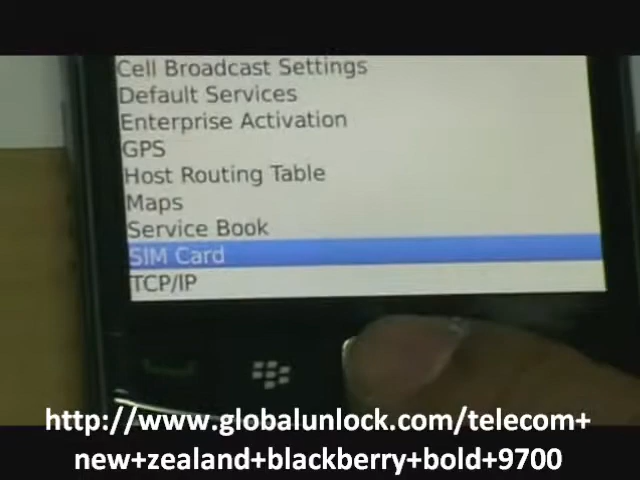 Cell Broadcast Settings
Default Services
Enterprise Activation
GPS
Host Routing Table
Maps
Service Book
SIM Card
TCP/IP
http://www.globalunlock.com/telecom+
new+zealand+blackberry+bold+9700